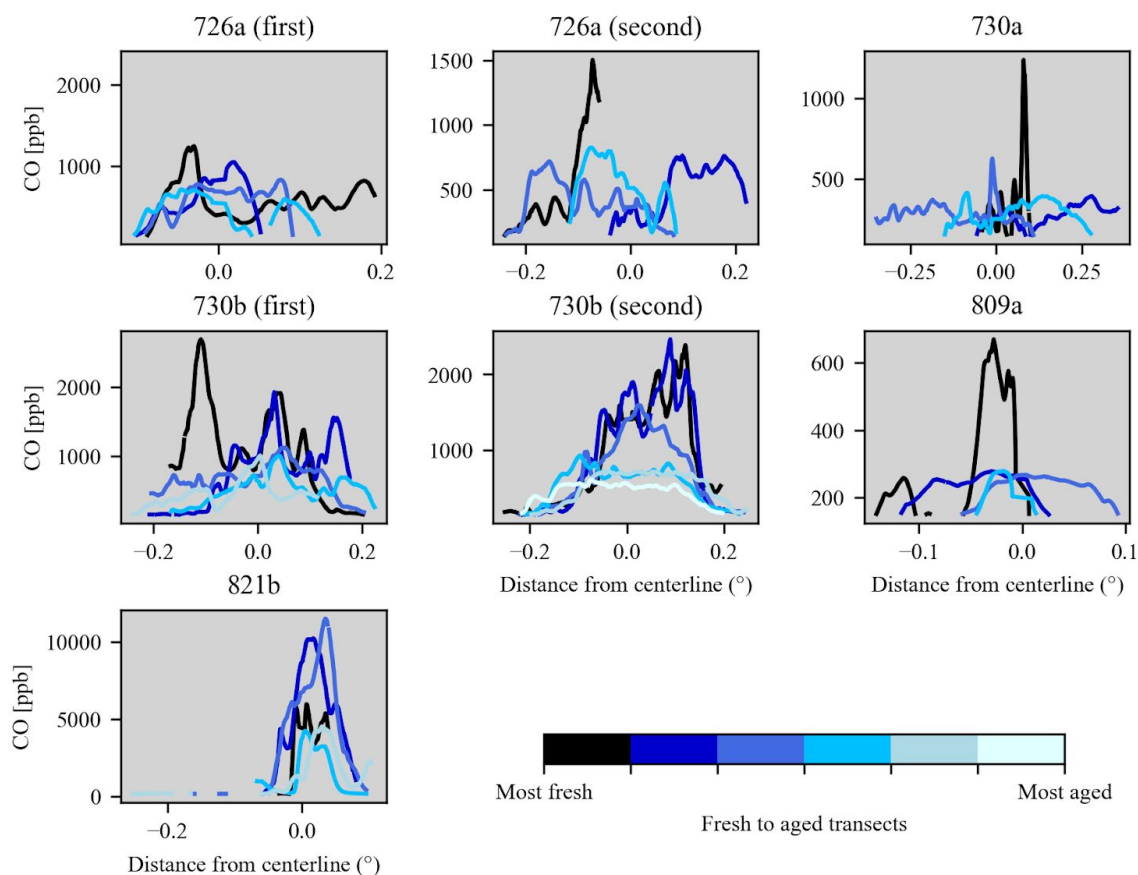 726a (first)
726a (second)
730a
CO [ppb]
2000
1000
0.0
0.2
1500
1000
500
−0.2
0.0
0.2
1000
500
−0.25
0.00
0.25
730b (first)
730b (second)
809a
CO [ppb]
2000
1000
−0.2
0.0
0.2
2000
1000
−0.2
0.0
0.2
Distance from centerline (°)
600
400
200
−0.1
0.0
0.1
Distance from centerline (°)
821b
CO [ppb]
10000
5000
0
−0.2
0.0
Distance from centerline (°)
Most fresh
Most aged
Fresh to aged transects